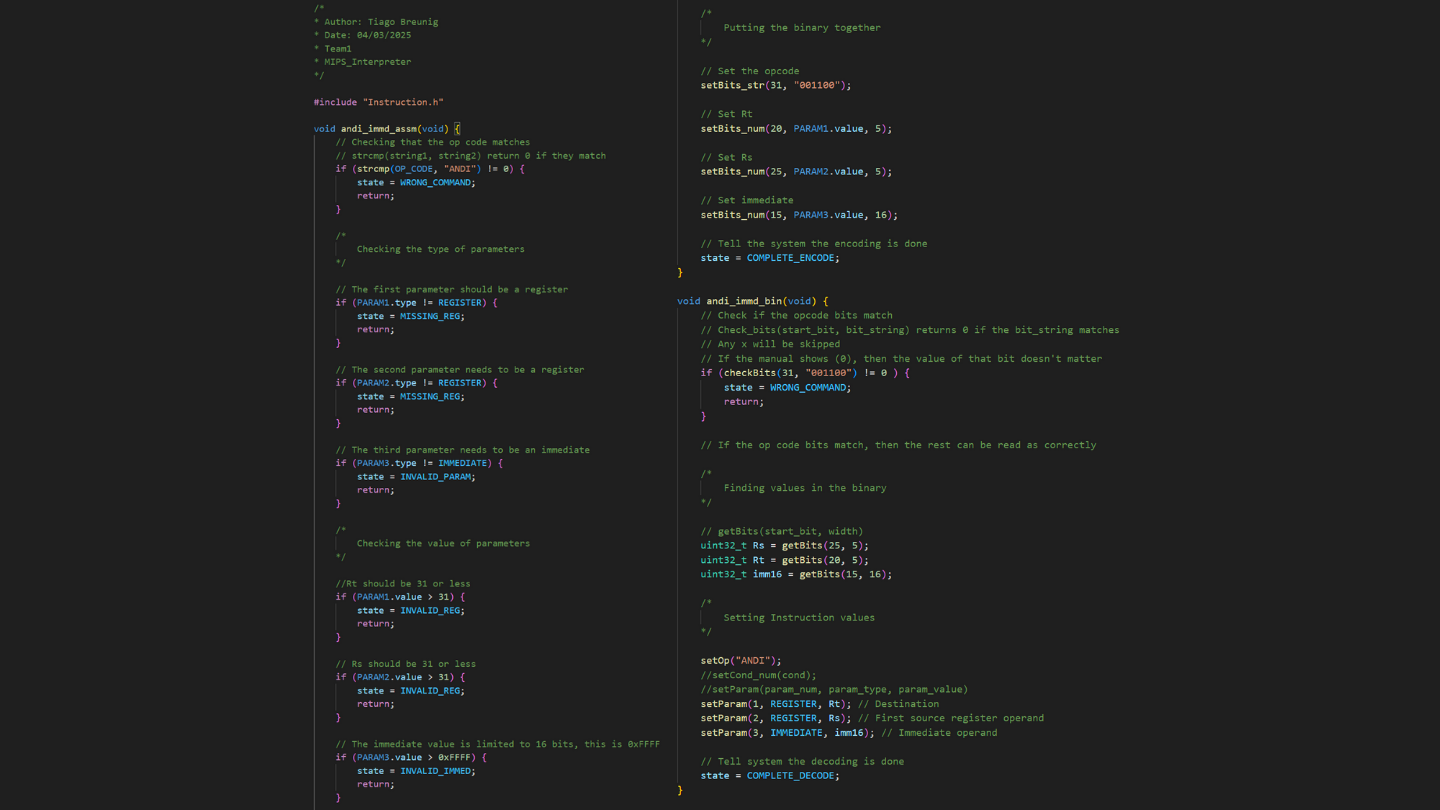 /*
* Author: Tiago Breunig
* Date: 04/03/2025
* Team1
* MIPS_Interpreter
*/
#include "Instruction.h"
void andi_immd_assm(void) {
// Checking that the op code matches
// strcmp(string1, string2) return 0 if they match
if (strcmp(OP_CODE, "ANDI") != 0) {
state = WRONG_COMMAND;
return;
}
/*
Checking the type of parameters
*/
// The first parameter should be a register
if (PARAM1.type != REGISTER) {
state = MISSING_REG;
return;
}
// The second parameter needs to be a register
if (PARAM2.type != REGISTER) {
state = MISSING_REG;
return;
}
// The third parameter needs to be an immediate
if (PARAM3.type != IMMEDIATE) {
state = INVALID_PARAM;
return;
}
/*
Checking the value of parameters
*/
//Rt should be 31 or less
if (PARAM1.value > 31) {
state = INVALID_REG;
return;
}
// Rs should be 31 or less
if (PARAM2.value > 31) {
state = INVALID_REG;
return;
}
// The immediate value is limited to 16 bits, this is 0xFFFF
if (PARAM3.value > 0xFFFF) {
state = INVALID_IMMED;
return;
}
/*
Putting the binary together
*/
// Set the opcode
setBits_str(31, "001100");
// Set Rt
setBits_num(20, PARAM1.value, 5);
// Set Rs
setBits_num(25, PARAM2.value, 5);
// Set immediate
setBits_num(15, PARAM3.value, 16);
// Tell the system the encoding is done
state = COMPLETE_ENCODE;
}
void andi_immd_bin(void) {
// Check if the opcode bits match
// Check_bits(start_bit, bit_string) returns 0 if the bit_string matches
// Any x will be skipped
// If the manual shows (0), then the value of that bit doesn't matter
if (checkBits(31, "001100") != 0 ) {
state = WRONG_COMMAND;
return;
}
// If the op code bits match, then the rest can be read as correctly
/*
Finding values in the binary
*/
// getBits(start_bit, width)
uint32_t Rs = getBits(25, 5);
uint32_t Rt = getBits(20, 5);
uint32_t imm16 = getBits(15, 16);
/*
Setting Instruction values
*/
setOp("ANDI");
//setCond_num(cond);
//setParam(param_num, param_type, param_value)
setParam(1, REGISTER, Rt); // Destination
setParam(2, REGISTER, Rs); // First source register operand
setParam(3, IMMEDIATE, imm16); // Immediate operand
// Tell system the decoding is done
state = COMPLETE_DECODE;
}